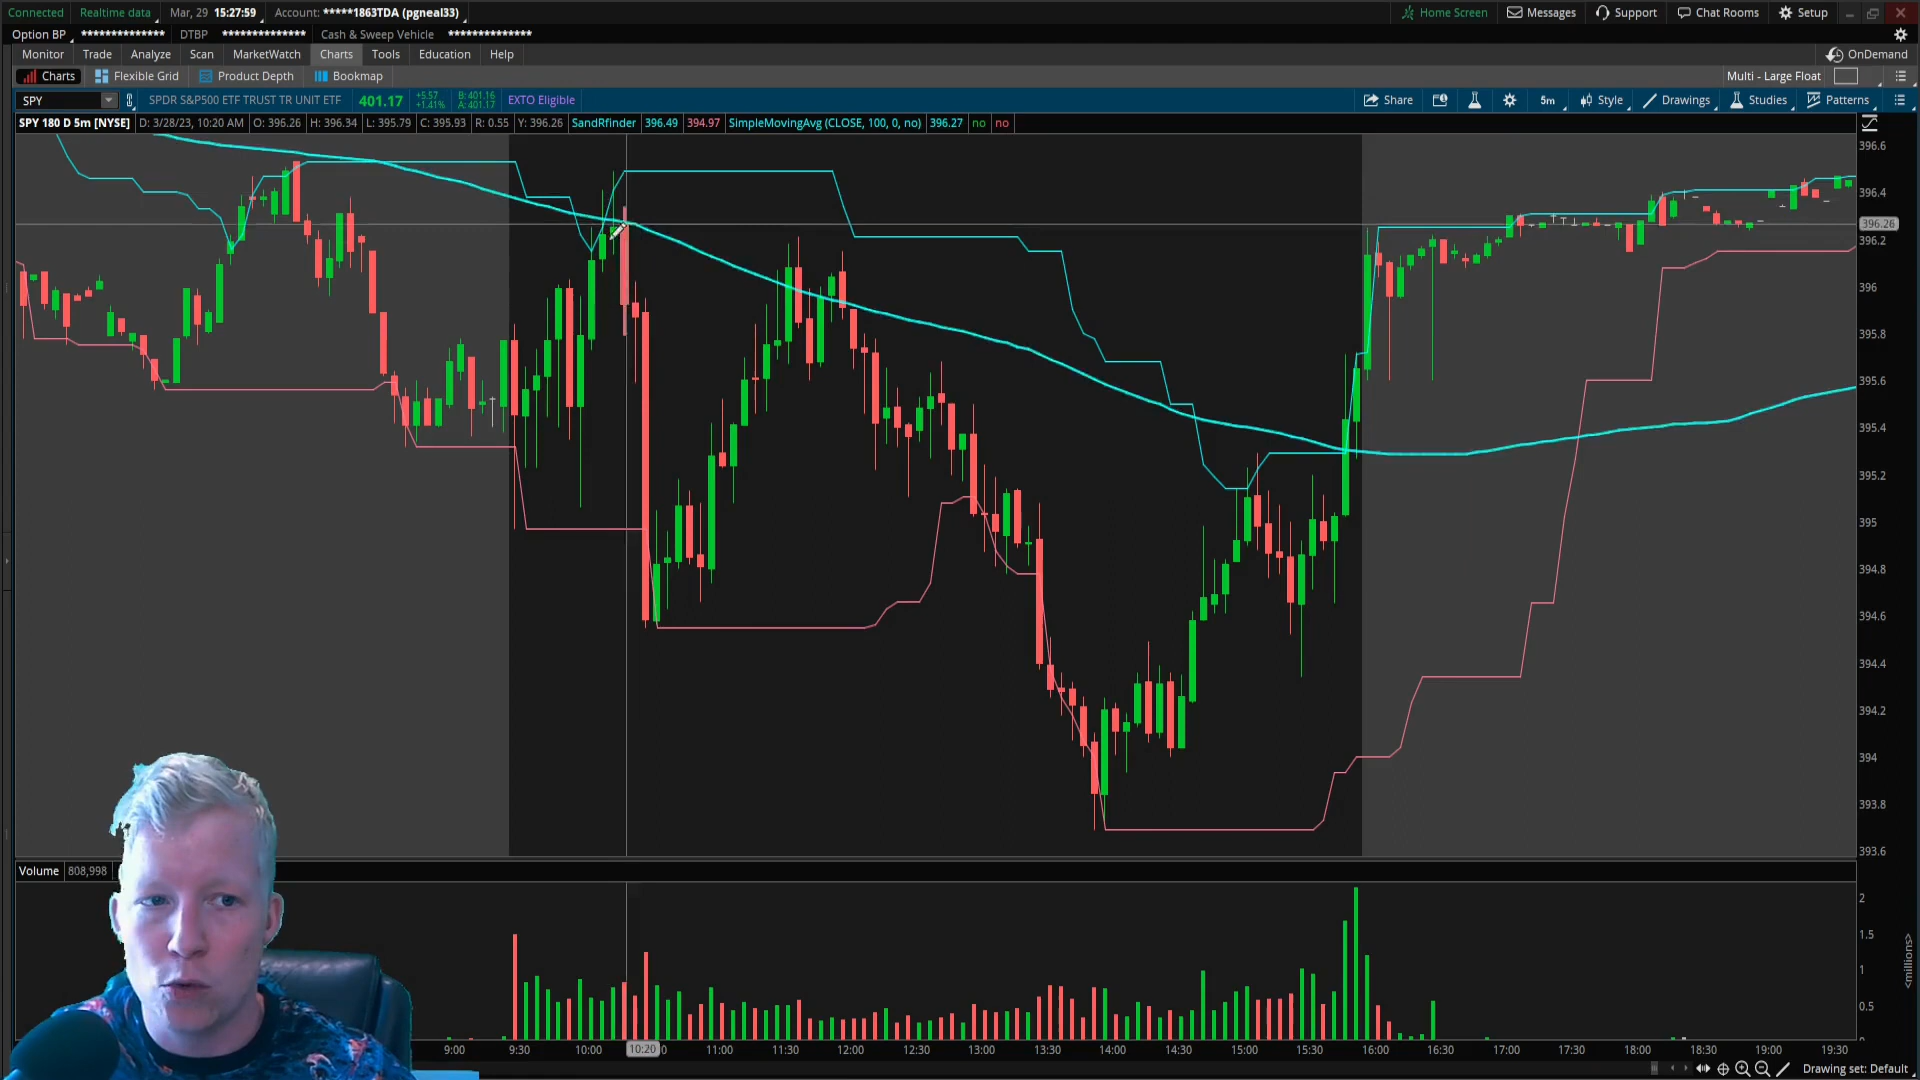 Connected Realtime data Mar, 29 15:27:59 Account: *****1863TDA (pgneal33) Home Screen Messages Support Chat Rooms Setup
Option BP ************** DTBP ************** Cash & Sweep Vehicle **************
Monitor Trade Analyze Scan MarketWatch Charts Tools Education Help OnDemand
Charts Flexible Grid Product Depth Bookmap Multi - Large Float
SPY SPDR S&P500 ETF TRUST TR UNIT ETF 401.17 +5.57 +1.41% B: 401.16 A: 401.17 EXTO Eligible Share 5m Style Drawings Studies Patterns
SPY 180 D 5m [NYSE] D: 3/28/23, 10:20 AM O: 396.26 H: 396.34 L: 395.79 C: 395.93 R: 0.55 Y: 396.26 SandRfinder 396.49 394.97 SimpleMovingAvg (CLOSE, 100, 0, no) 396.27 no no
396.6
396.4
396.26
396.2
396
395.8
395.6
395.4
395.2
395
394.8
394.6
394.4
394.2
394
393.8
393.6
Volume 808,998
2
1.5
1
0.5
<millions>
9:00 9:30 10:00 10:20 11:00 11:30 12:00 12:30 13:00 13:30 14:00 14:30 15:00 15:30 16:00 16:30 17:00 17:30 18:00 18:30 19:00 19:30
Drawing set: Default